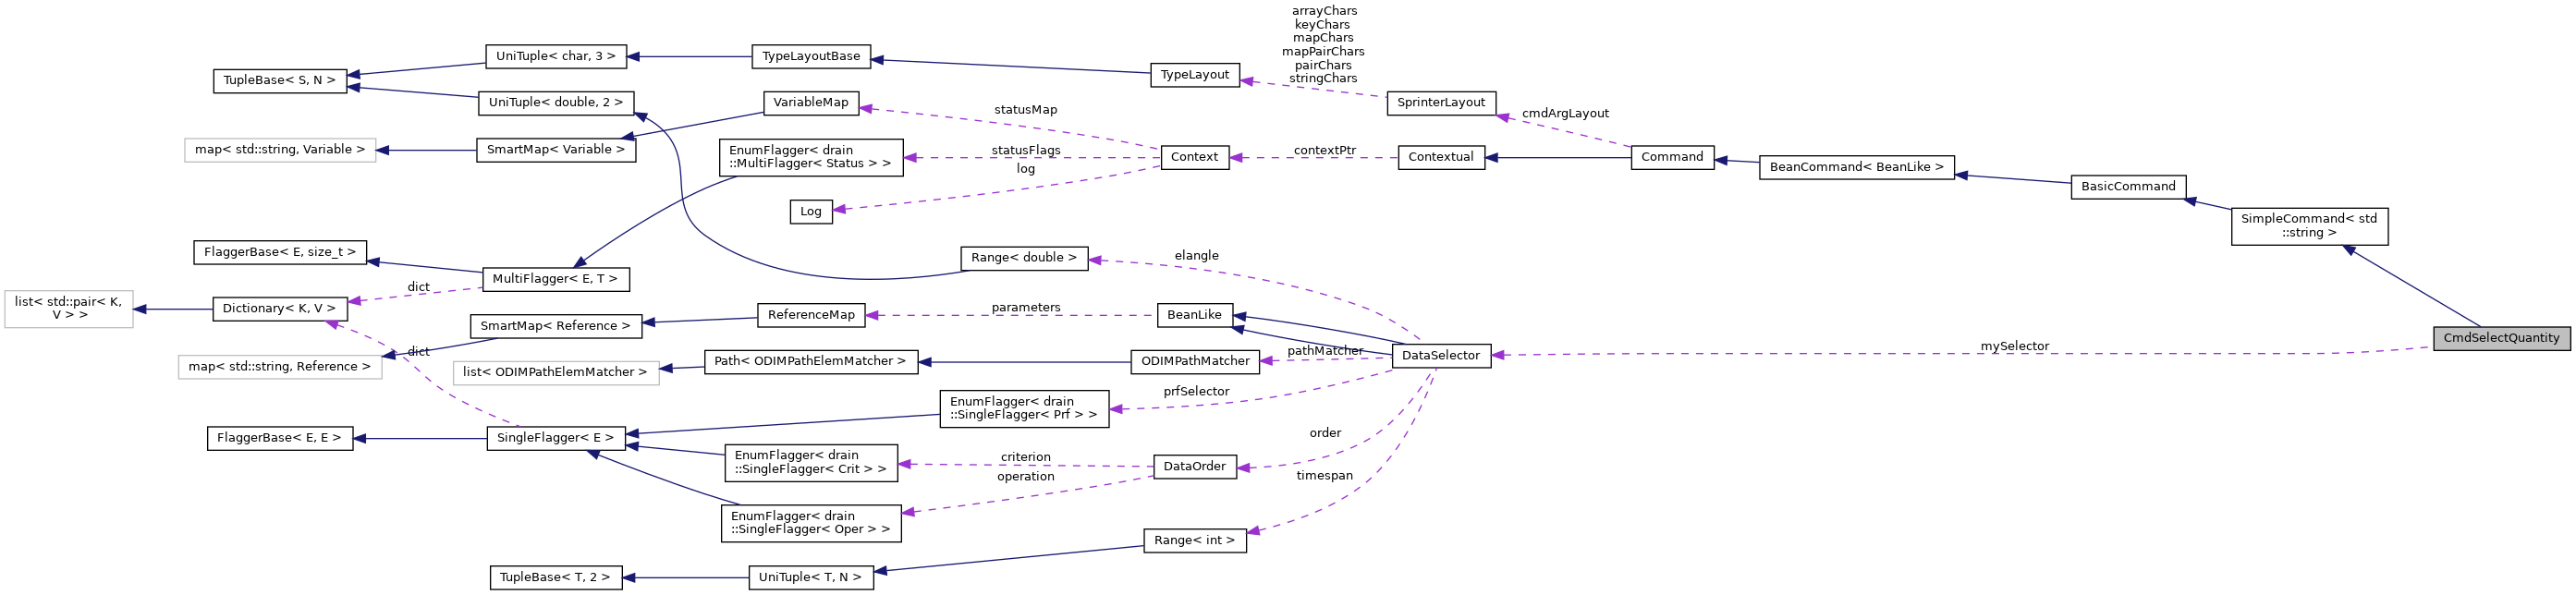 arrayChars
keyChars
mapChars
mapPairChars
pairChars
stringChars
UniTuple< char, 3 >
TypeLayoutBase
TupleBase< S, N >
TypeLayout
UniTuple< double, 2 >
VariableMap
statusMap
SprinterLayout
cmdArgLayout
map< std::string, Variable >
SmartMap< Variable >
EnumFlagger< drain
::MultiFlagger< Status > >
statusFlags
log
Context
contextPtr
Contextual
Command
BeanCommand< BeanLike >
BasicCommand
Log
SimpleCommand< std
::string >
FlaggerBase< E, size_t >
Range< double >
elangle
MultiFlagger< E, T >
dict
list< std::pair< K,
V > >
Dictionary< K, V >
ReferenceMap
parameters
BeanLike
SmartMap< Reference >
CmdSelectQuantity
mySelector
dict
map< std::string, Reference >
list< ODIMPathElemMatcher >
Path< ODIMPathElemMatcher >
ODIMPathMatcher
pathMatcher
DataSelector
prfSelector
EnumFlagger< drain
::SingleFlagger< Prf > >
FlaggerBase< E, E >
SingleFlagger< E >
order
EnumFlagger< drain
::SingleFlagger< Crit > >
criterion
operation
DataOrder
timespan
EnumFlagger< drain
::SingleFlagger< Oper > >
Range< int >
TupleBase< T, 2 >
UniTuple< T, N >